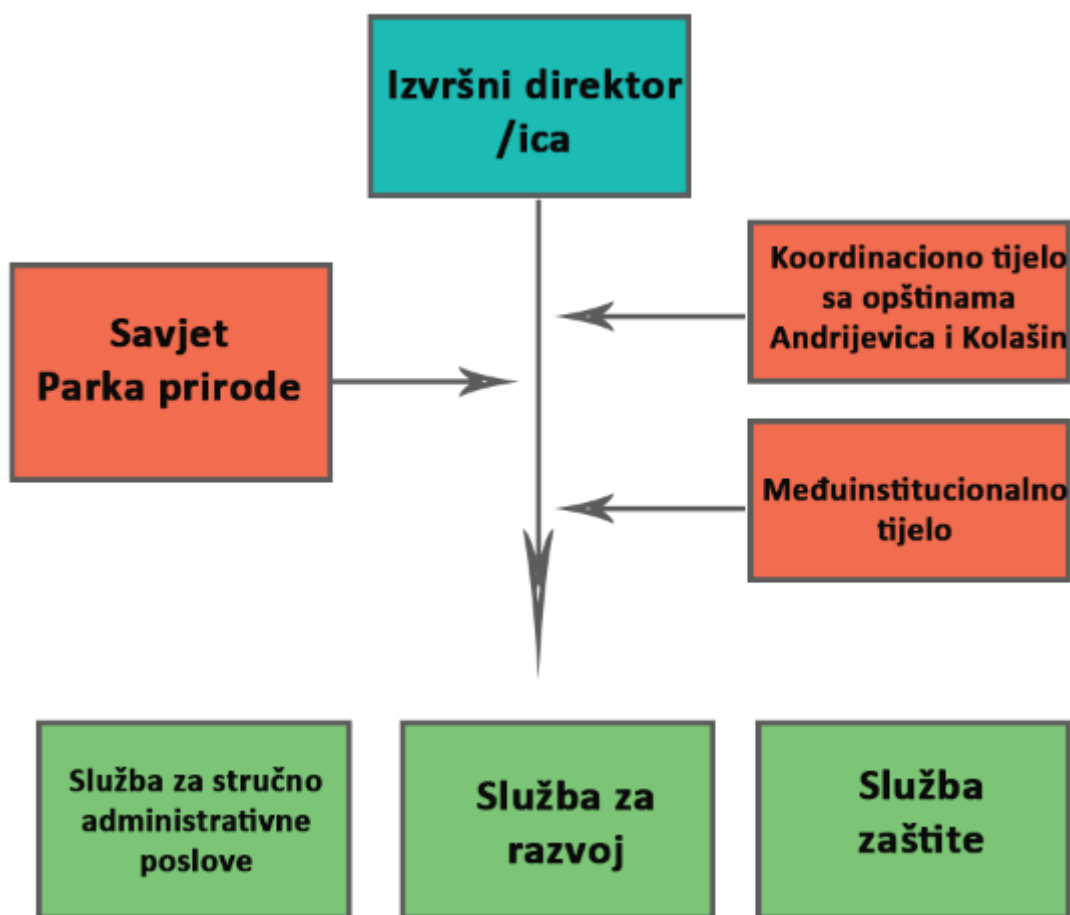 Izvršni direktor
/ica
Savjet
Parka prirode
Koordinaciono tijelo
sa opštinama
Andrijevica i Kolašin
Međuinstitucionalno
tijelo
Služba za stručno
administrativne
poslove
Služba za
razvoj
Služba
zaštite